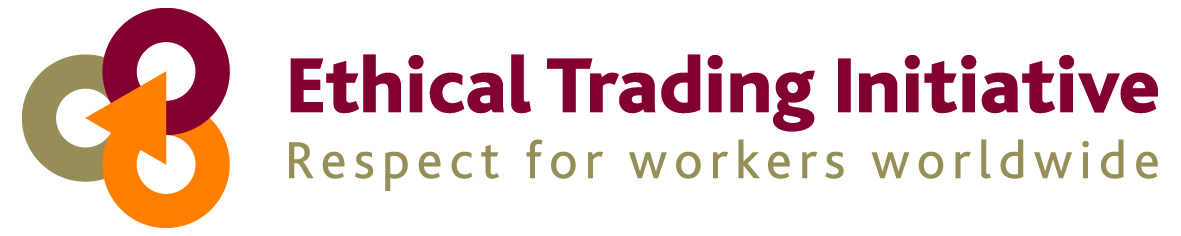 Ethical Trading Initiative
Respect for workers worldwide